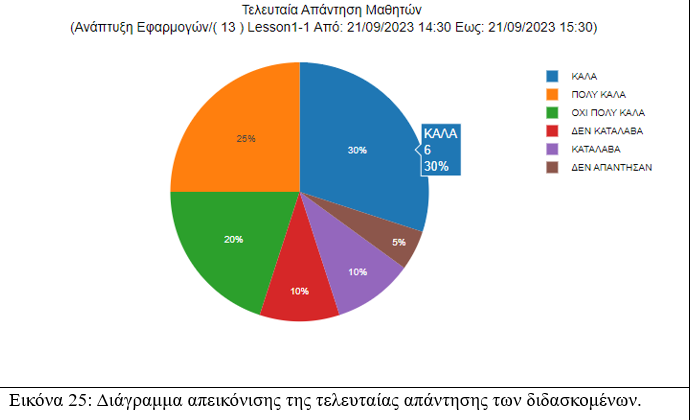 Τελευταία Απάντηση Μαθητών
(Ανάπτυξη Εφαρμογών/( 13 ) Lesson1-1 Από: 21/09/2023 14:30 Εως: 21/09/2023 15:30)
ΚΑΛΑ
ΠΟΛΥ ΚΑΛΑ
ΟΧΙ ΠΟΛΥ ΚΑΛΑ
ΔΕΝ ΚΑΤΑΛΑΒΑ
ΚΑΤΑΛΑΒΑ
ΔΕΝ ΑΠΑΝΤΗΣΑΝ
25%
30%
ΚΑΛΑ
6
30%
20%
5%
10%
10%
Εικόνα 25: Διάγραμμα απεικόνισης της τελευταίας απάντησης των διδασκομένων.